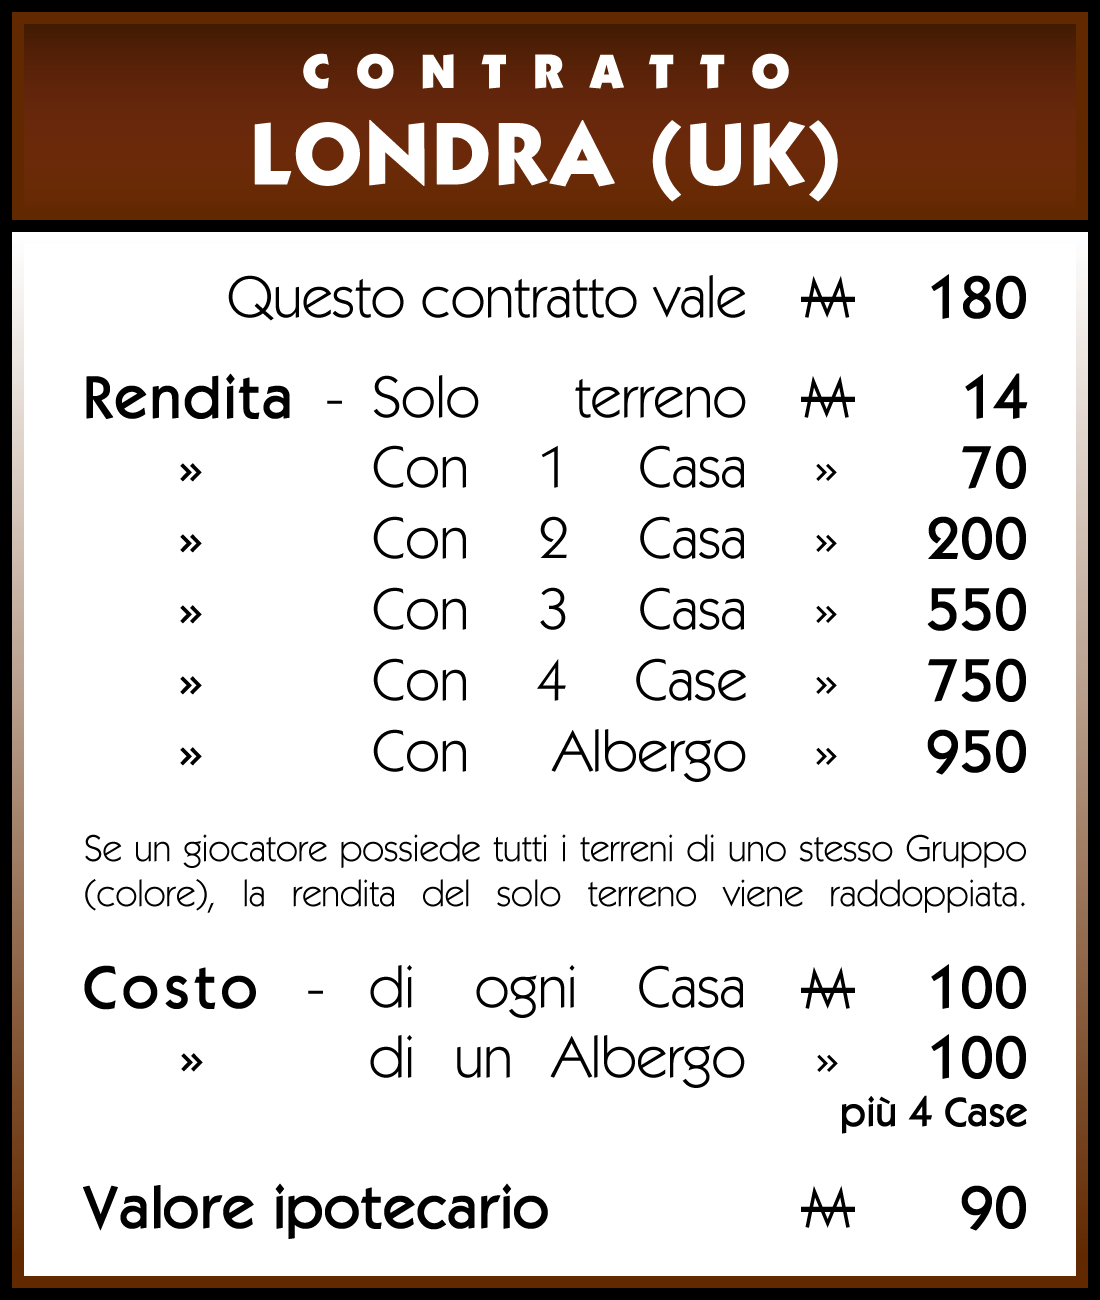 CONTRATTO
LONDRA (UK)
Questo contratto vale M 180
Rendita - Solo terreno M 14
» Con 1 Casa » 70
» Con 2 Casa » 200
» Con 3 Casa » 550
» Con 4 Case » 750
» Con Albergo » 950
Se un giocatore possiede tutti i terreni di uno stesso Gruppo
(colore), la rendita del solo terreno viene raddoppiata.
Costo - di ogni Casa M 100
» di un Albergo » 100
più 4 Case
Valore ipotecario M 90